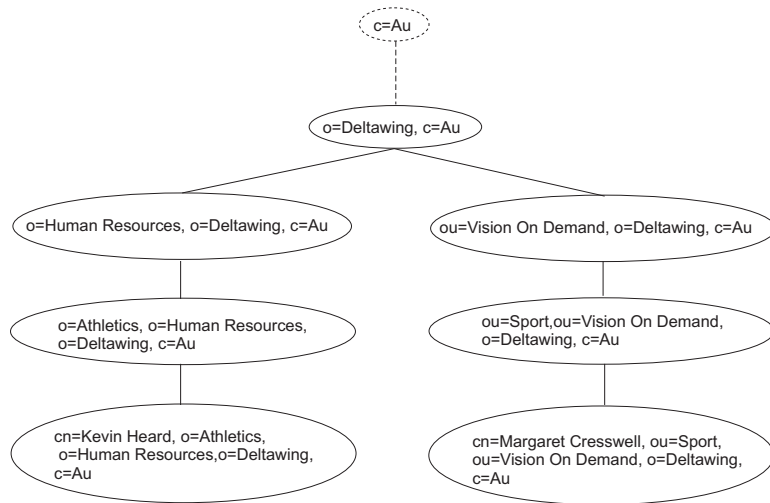 c=Au
o=Deltawing, c=Au
o=Human Resources, o=Deltawing, c=Au
ou=Vision On Demand, o=Deltawing, c=Au
o=Athletics, o=Human Resources,
o=Deltawing, c=Au
ou=Sport,ou=Vision On Demand,
o=Deltawing, c=Au
cn=Kevin Heard, o=Athletics,
o=Human Resources,o=Deltawing,
c=Au
cn=Margaret Cresswell, ou=Sport,
ou=Vision On Demand, o=Deltawing,
c=Au